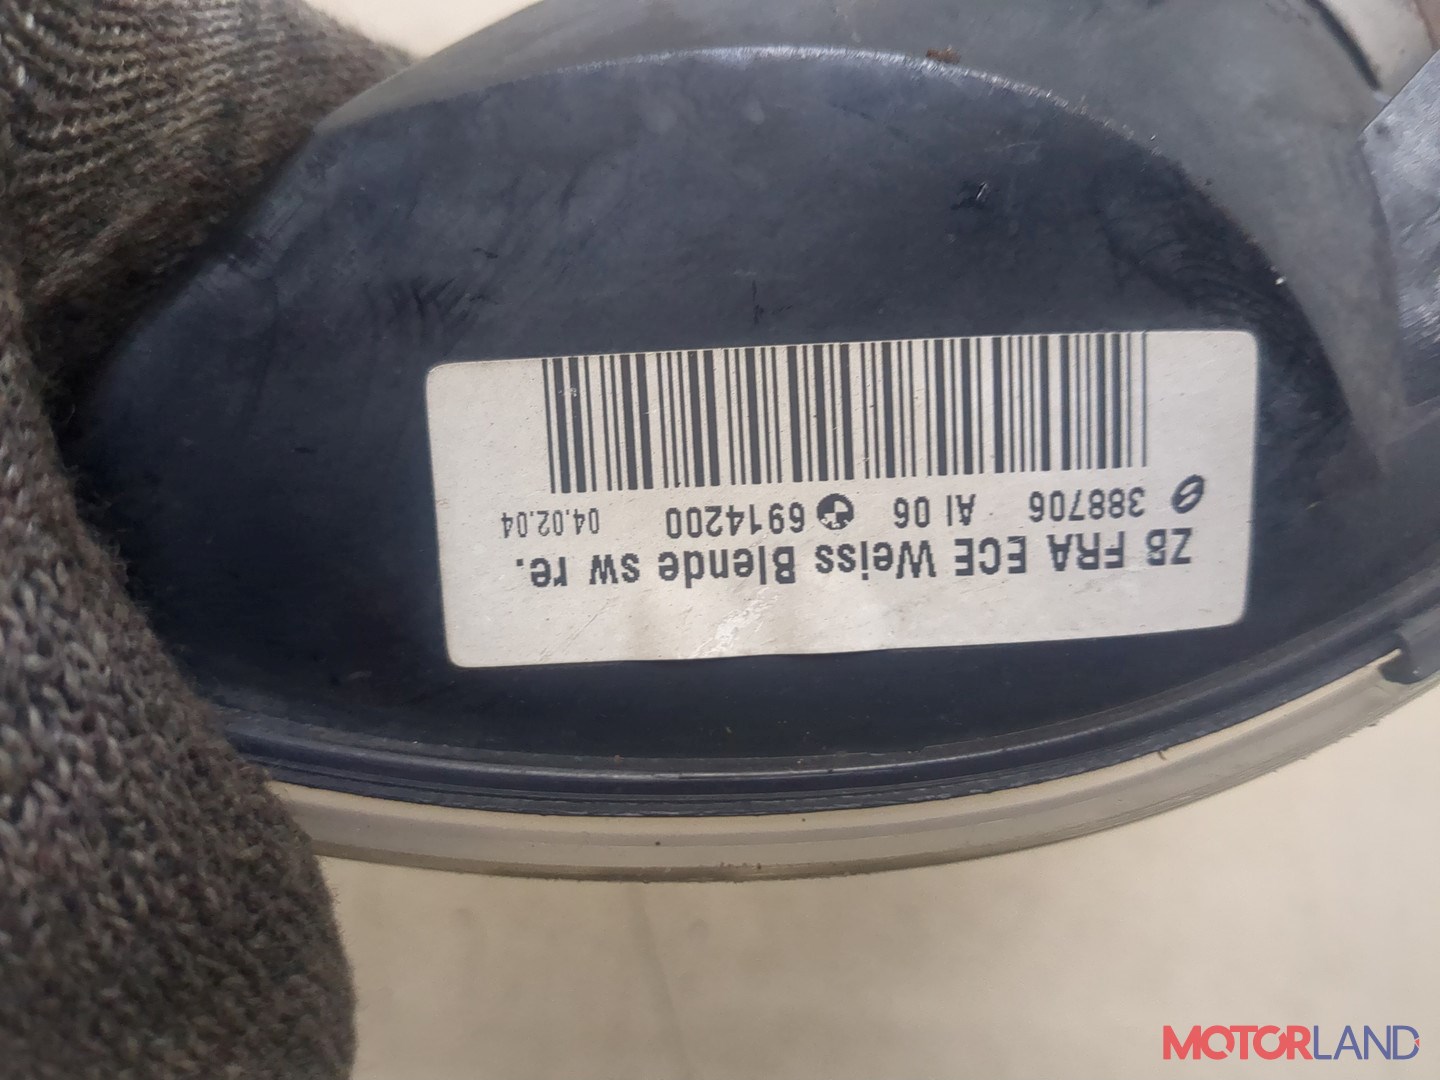 ZB FRA ECE Weiss Blende sw re.
388706 AI 06 6914200 04.02.04
MOTORLAND